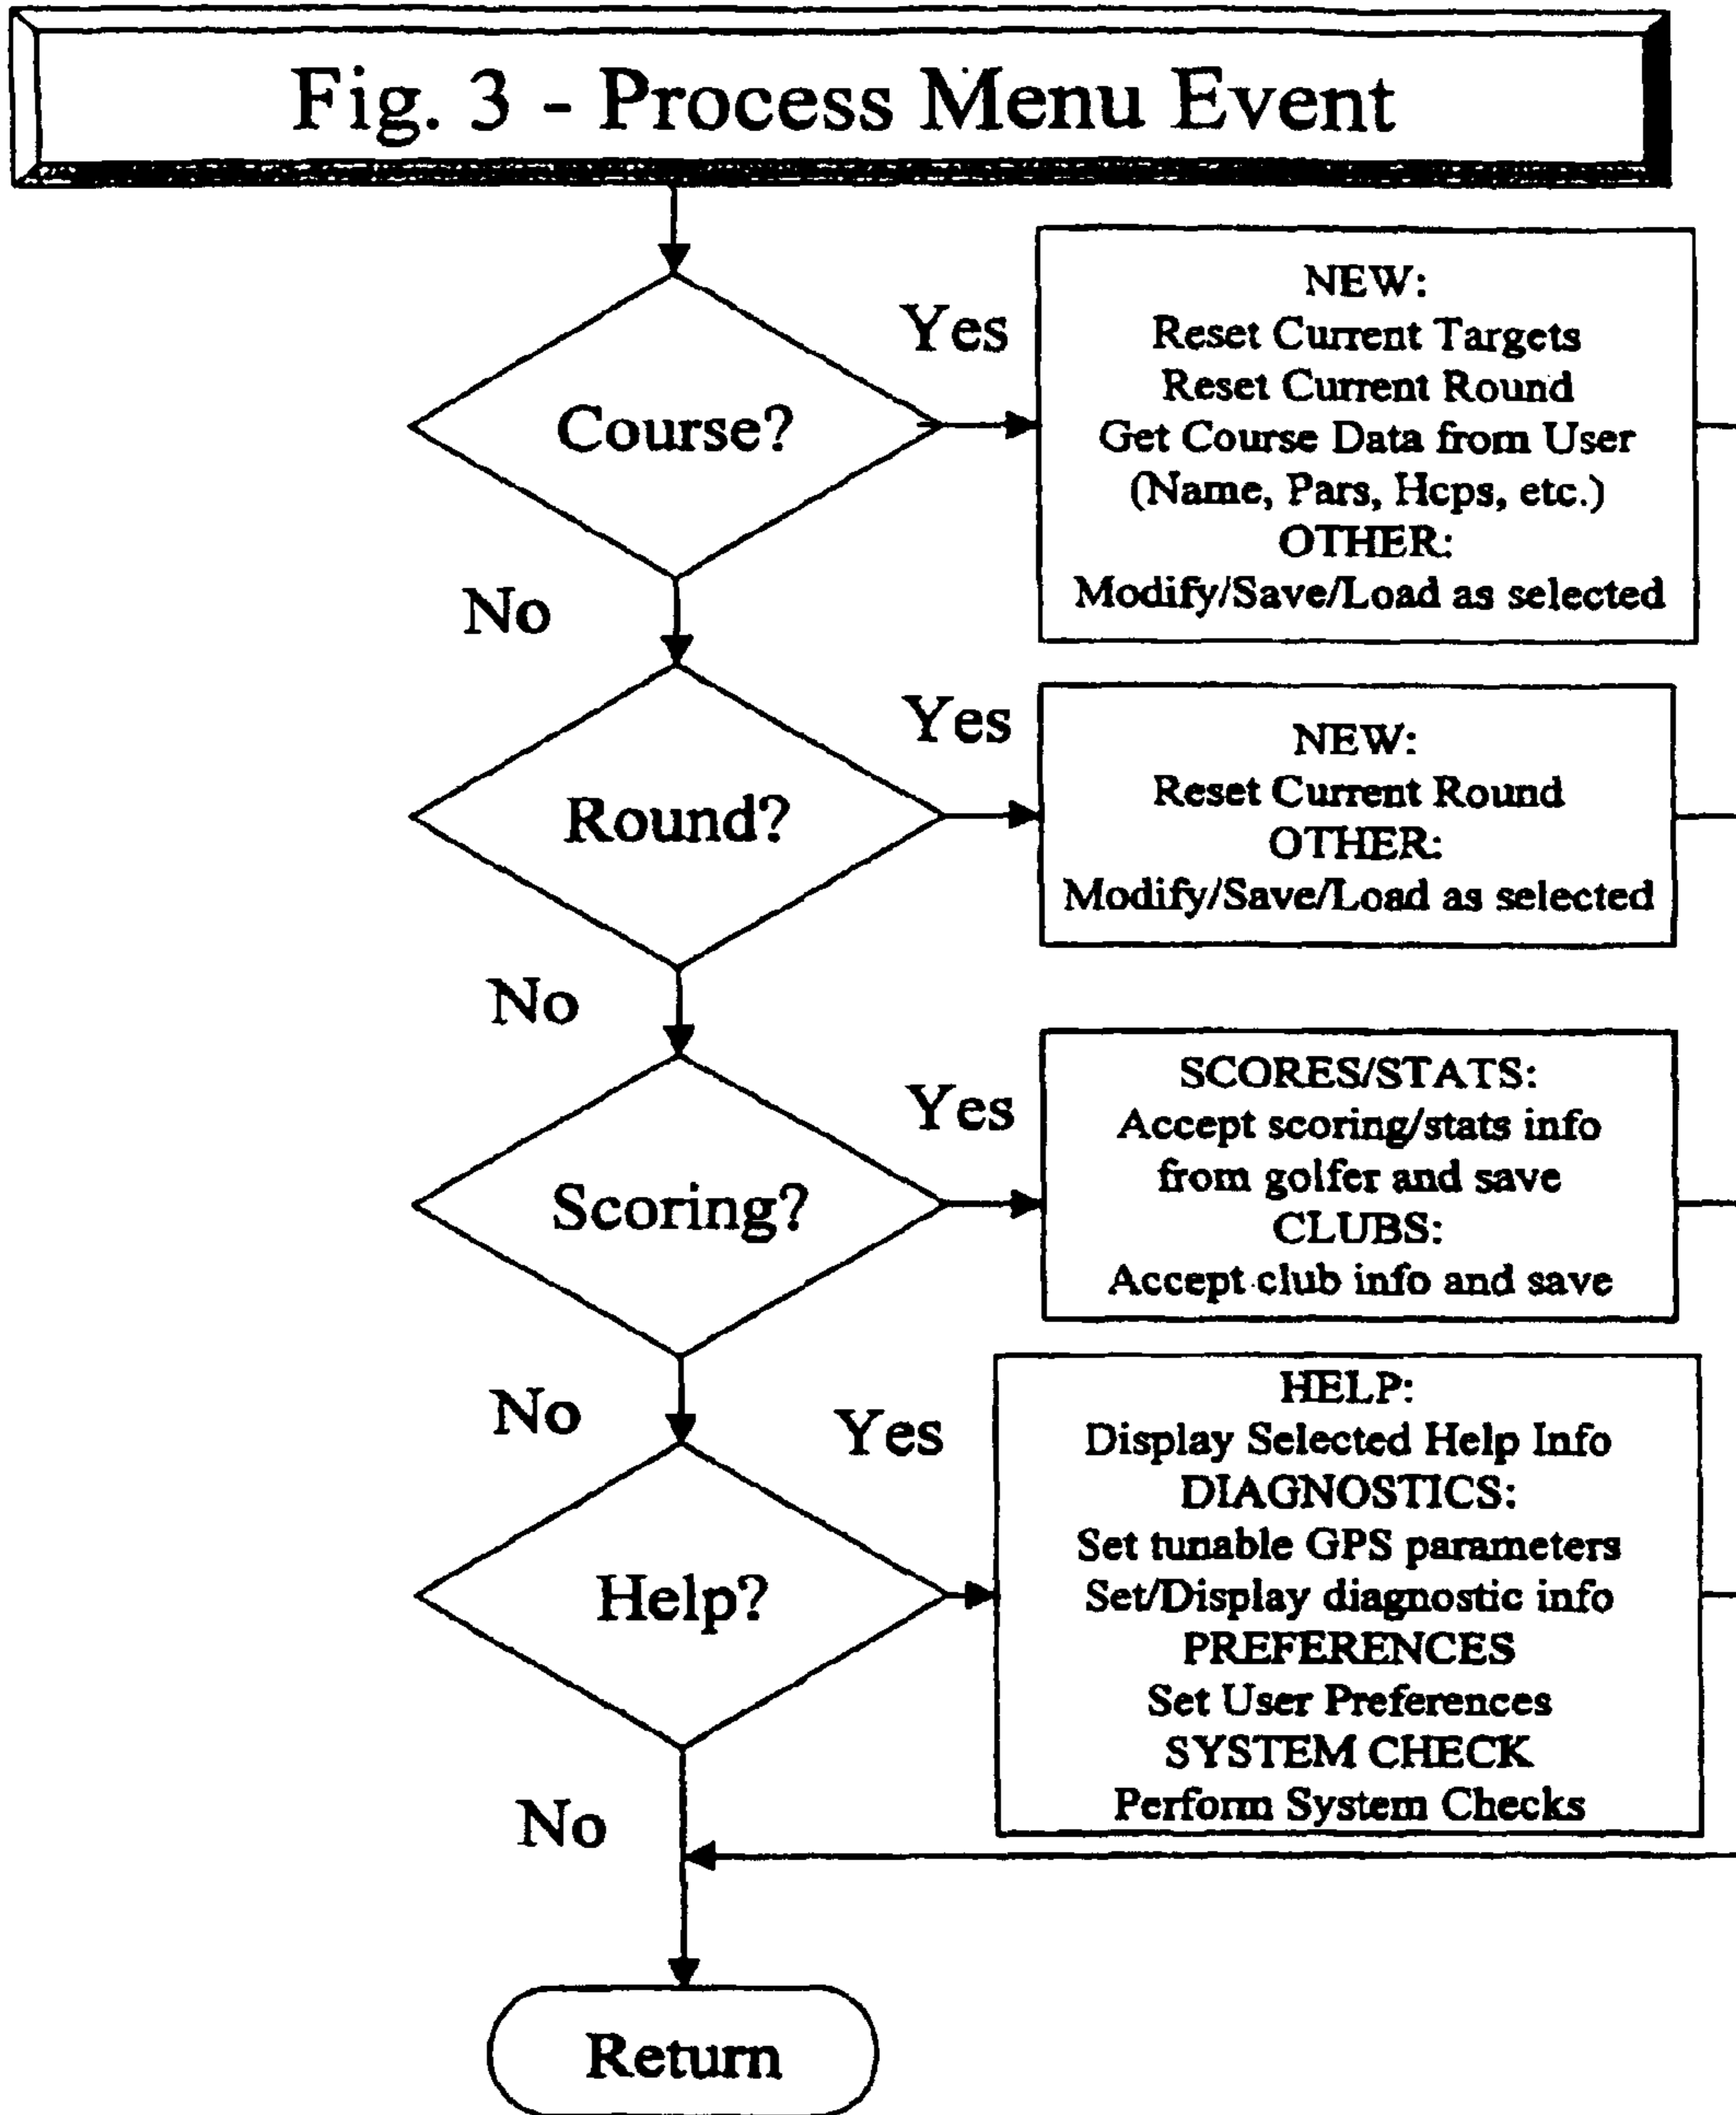 Fig. 3 - Process Menu Event
Course?
Yes
NEW:
Reset Current Targets
Reset Current Round
Get Course Data from User
(Name, Pars, Hcps, etc.)
OTHER:
Modify/Save/Load as selected
No
Round?
Yes
NEW:
Reset Current Round
OTHER:
Modify/Save/Load as selected
No
Scoring?
Yes
SCORES/STATS:
Accept scoring/stats info
from golfer and save
CLUBS:
Accept club info and save
No
Help?
Yes
HELP:
Display Selected Help Info
DIAGNOSTICS:
Set tunable GPS parameters
Set/Display diagnostic info
PREFERENCES
Set User Preferences
SYSTEM CHECK
Perform System Checks
No
Return